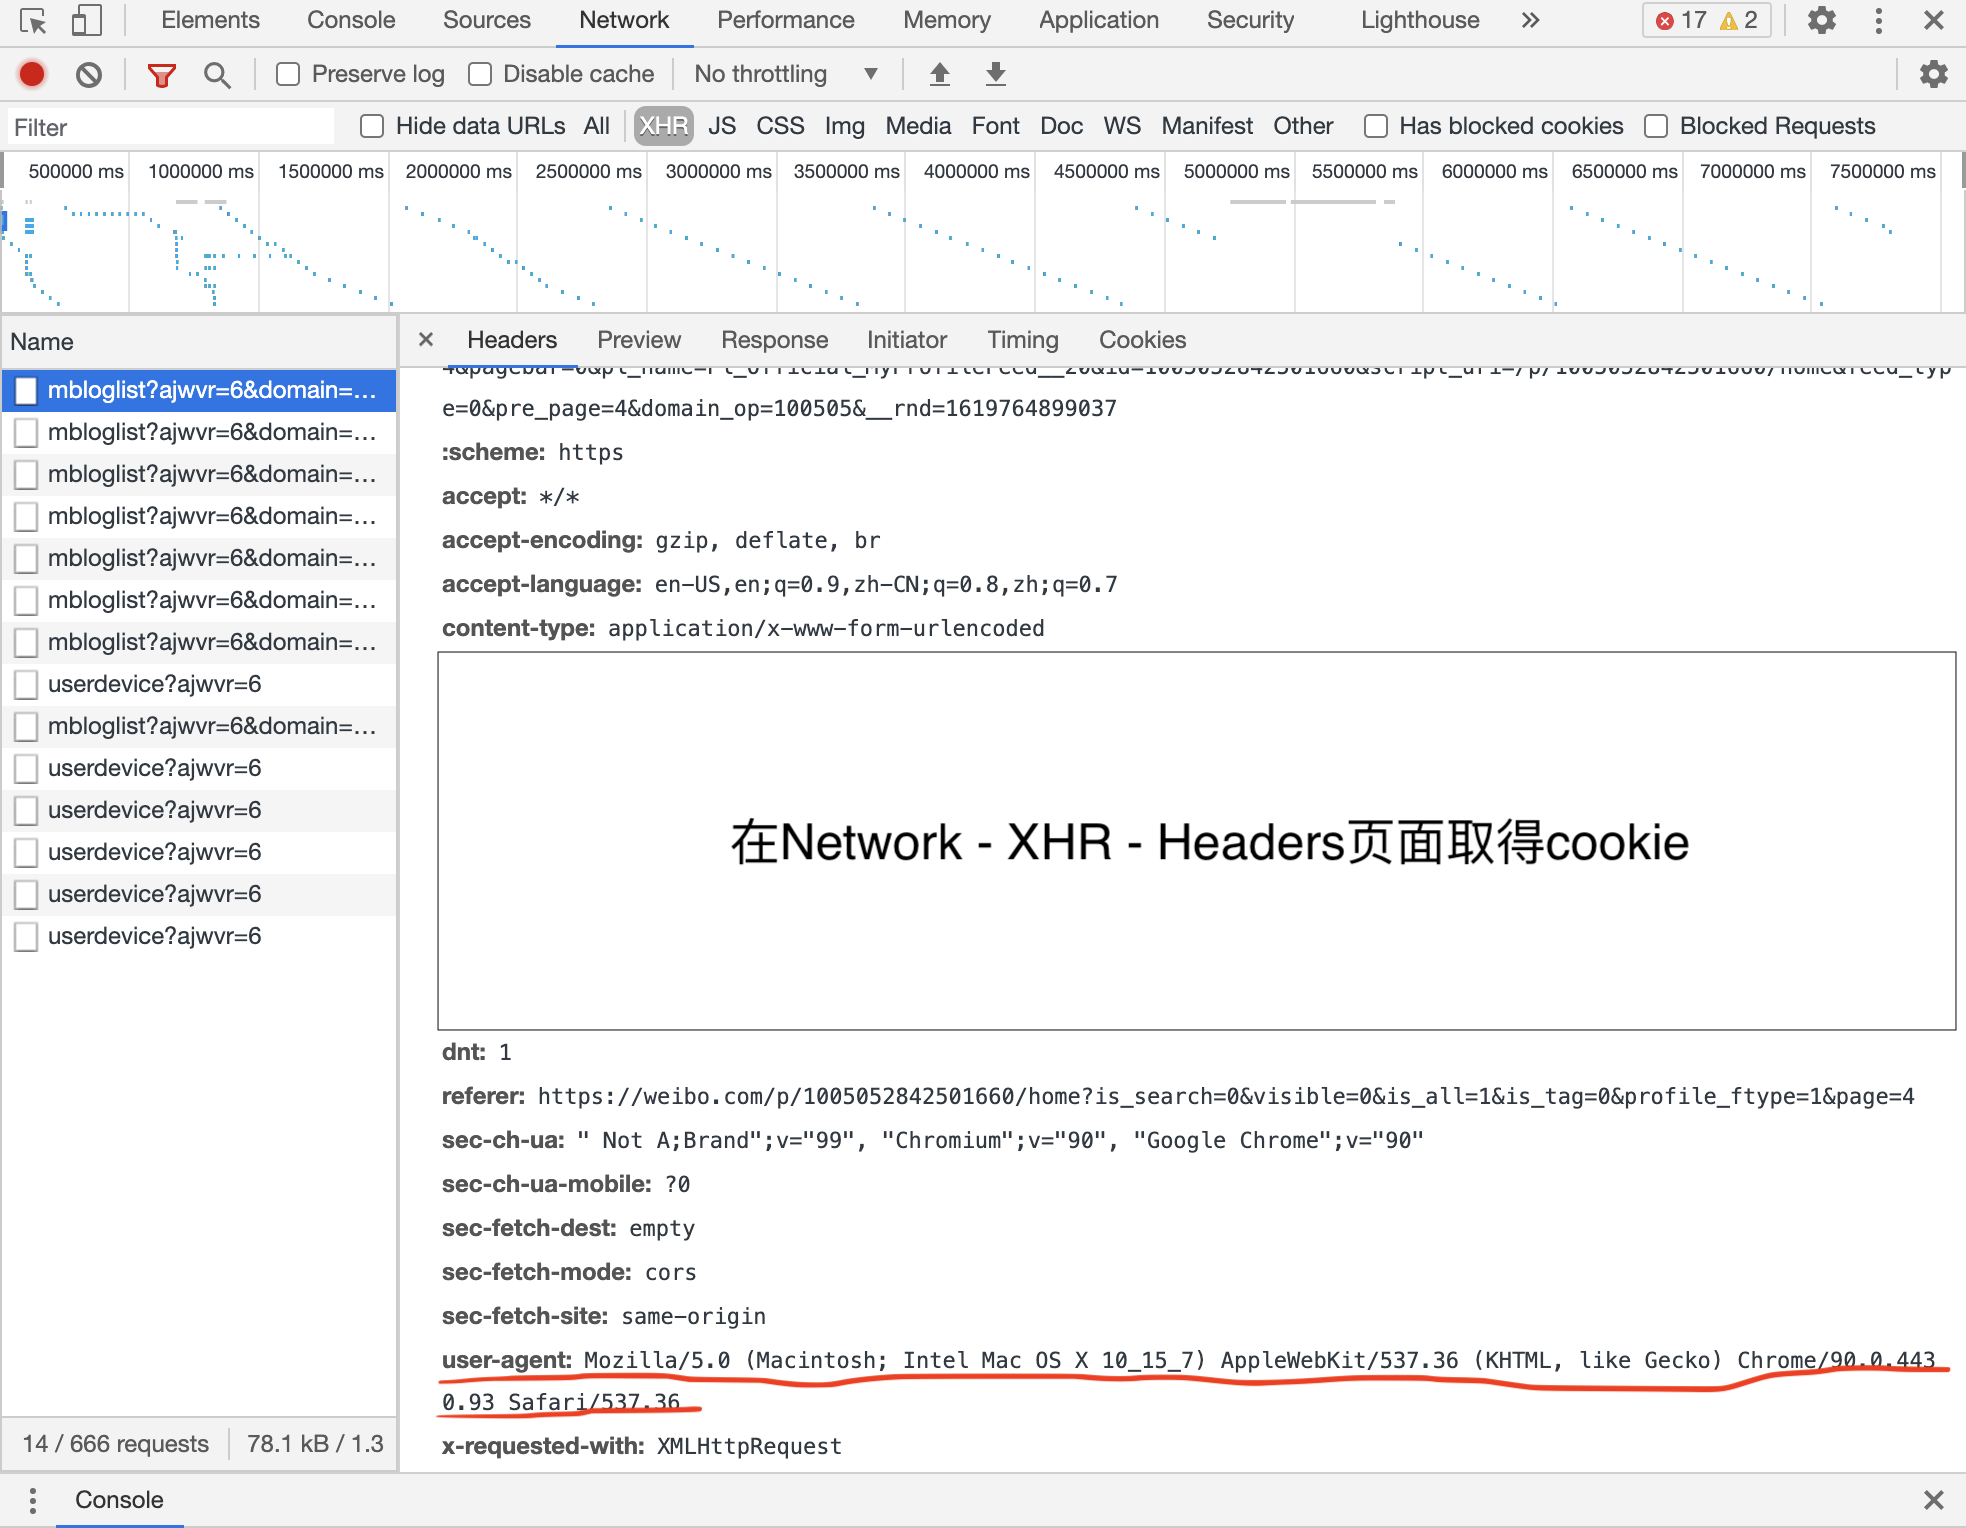 Elements Console Sources Network Performance Memory Application Security Lighthouse 17 2
Preserve log Disable cache No throttling
Filter Hide data URLs All XHR JS CSS Img Media Font Doc WS Manifest Other Has blocked cookies Blocked Requests
500000 ms 1000000 ms 1500000 ms 2000000 ms 2500000 ms 3000000 ms 3500000 ms 4000000 ms 4500000 ms 5000000 ms 5500000 ms 6000000 ms 6500000 ms 7000000 ms 7500000 ms
Name
mbloglist?ajwvr=6&domain=...
mbloglist?ajwvr=6&domain=...
mbloglist?ajwvr=6&domain=...
mbloglist?ajwvr=6&domain=...
mbloglist?ajwvr=6&domain=...
mbloglist?ajwvr=6&domain=...
mbloglist?ajwvr=6&domain=...
userdevice?ajwvr=6
mbloglist?ajwvr=6&domain=...
userdevice?ajwvr=6
userdevice?ajwvr=6
userdevice?ajwvr=6
userdevice?ajwvr=6
userdevice?ajwvr=6
14 / 666 requests 78.1 kB / 1.3
Headers Preview Response Initiator Timing Cookies
e=0&pre_page=4&domain_op=100505&__rnd=1619764899037
:scheme: https
accept: */*
accept-encoding: gzip, deflate, br
accept-language: en-US,en;q=0.9,zh-CN;q=0.8,zh;q=0.7
content-type: application/x-www-form-urlencoded
在Network - XHR - Headers页面取得cookie
dnt: 1
referer: https://weibo.com/p/1005052842501660/home?is_search=0&visible=0&is_all=1&is_tag=0&profile_ftype=1&page=4
sec-ch-ua: " Not A;Brand";v="99", "Chromium";v="90", "Google Chrome";v="90"
sec-ch-ua-mobile: ?0
sec-fetch-dest: empty
sec-fetch-mode: cors
sec-fetch-site: same-origin
user-agent: Mozilla/5.0 (Macintosh; Intel Mac OS X 10_15_7) AppleWebKit/537.36 (KHTML, like Gecko) Chrome/90.0.443
0.93 Safari/537.36
x-requested-with: XMLHttpRequest
Console